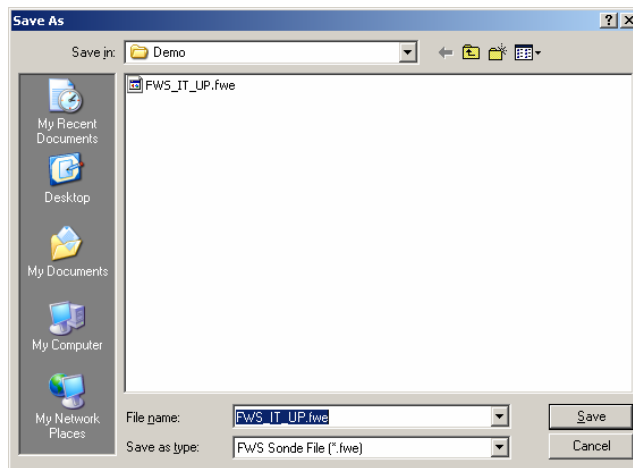 Save As
Save in:
Demo
FWS_IT_UP.fwe
My Recent
Documents
Desktop
My Documents
My Computer
My Network
Places
File name:
FWS_IT_UP.fwe
Save
Save as type:
FWS Sonde File (*.fwe)
Cancel